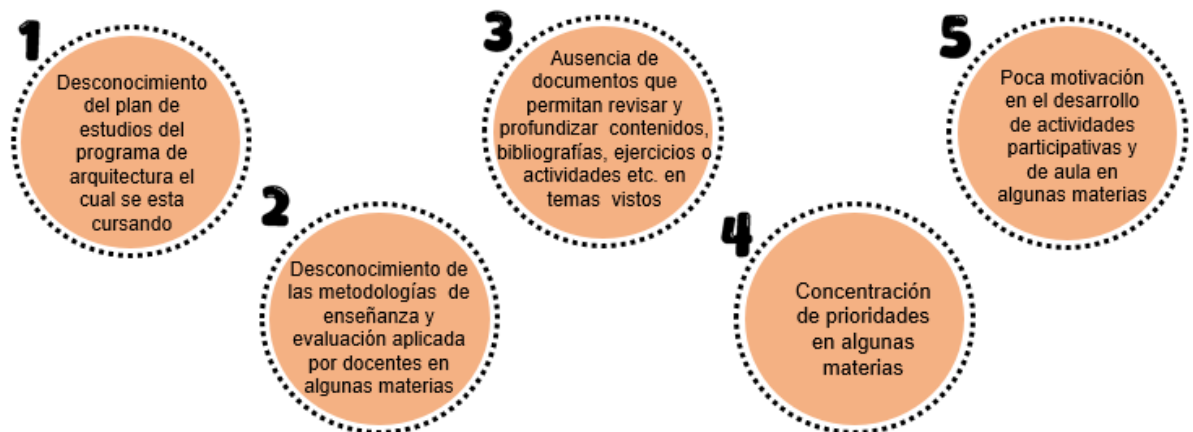 1
Desconocimiento
del plan de
estudios del
programa de
arquitectura el
cual se esta
cursando
2
Desconocimiento de
las metodologías de
enseñanza y
evaluación aplicada
por docentes en
algunas materias
3
Ausencia de
documentos que
permitan revisar y
profundizar contenidos,
bibliografías, ejercicios o
actividades etc. en
temas vistos
4
Concentración
de prioridades
en algunas
materias
5
Poca motivación
en el desarrollo
de actividades
participativas y
de aula en
algunas materias